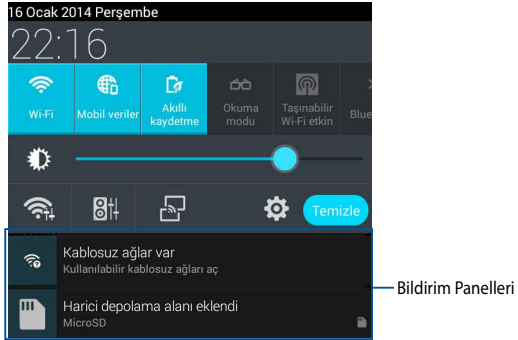 16 Ocak 2014 Perşembe
22:16
Wi-Fi
Mobil veriler
Akıllı
kaydetme
Okuma
modu
Taşınabilir
Wi-Fi etkin
Blue
Temizle
Kablosuz ağlar var
Kullanılabilir kablosuz ağları aç
Harici depolama alanı eklendi
MicroSD
Bildirim Panelleri